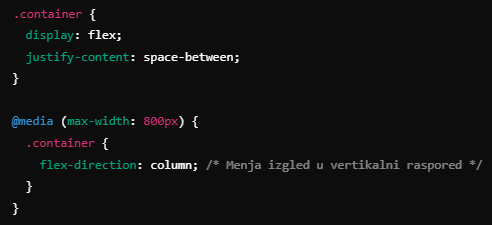 .container {
  display: flex;
  justify-content: space-between;
}

@media (max-width: 800px) {
  .container {
    flex-direction: column; /* Menja izgled u vertikalni raspored */
  }
}